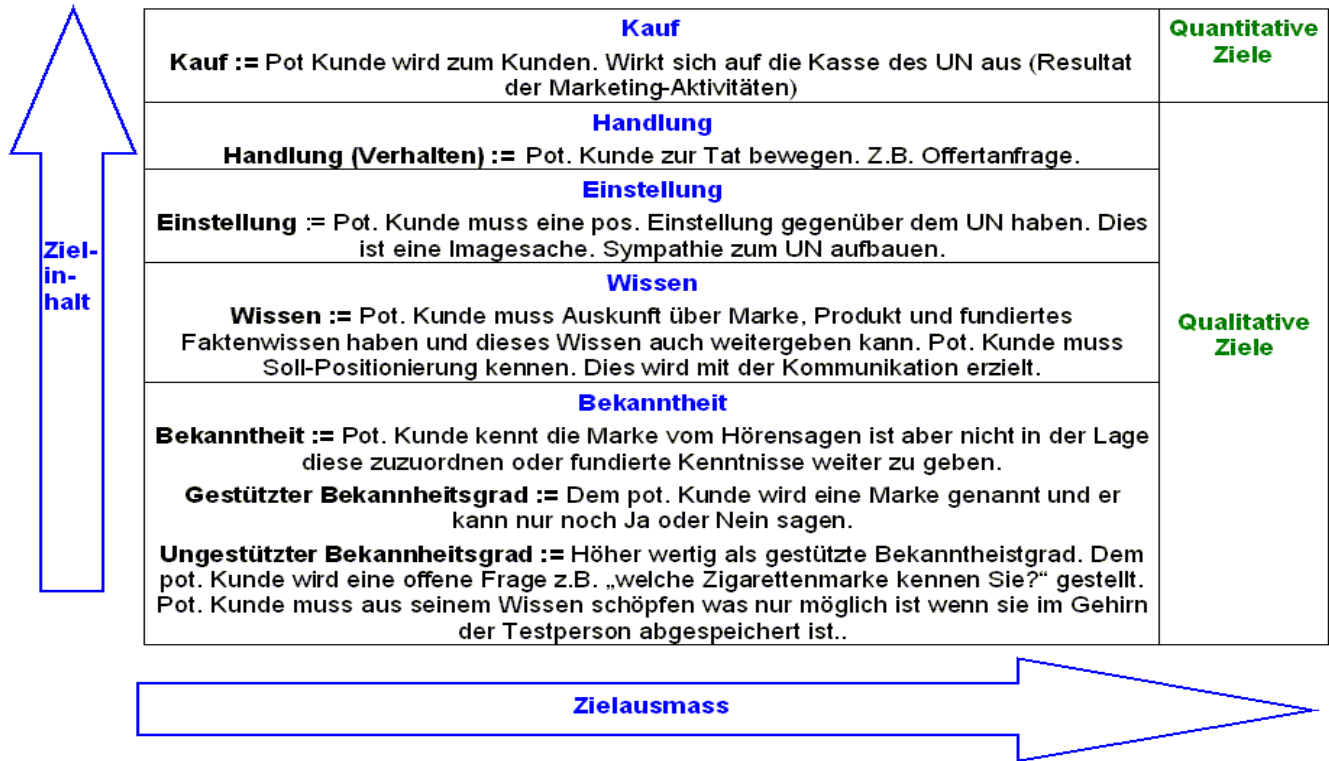 Kauf
Kauf := Pot Kunde wird zum Kunden. Wirkt sich auf die Kasse des UN aus (Resultat
der Marketing-Aktivitäten)
Quantitative
Ziele
Handlung
Handlung (Verhalten) := Pot. Kunde zur Tat bewegen. Z.B. Offertanfrage.
Einstellung
Einstellung := Pot. Kunde muss eine pos. Einstellung gegenüber dem UN haben. Dies
ist eine Imagesache. Sympathie zum UN aufbauen.
Wissen
Wissen := Pot. Kunde muss Auskunft über Marke, Produkt und fundiertes
Faktenwissen haben und dieses Wissen auch weitergeben kann. Pot. Kunde muss
Soll-Positionierung kennen. Dies wird mit der Kommunikation erzielt.
Bekanntheit
Bekanntheit := Pot. Kunde kennt die Marke vom Hörensagen ist aber nicht in der Lage
diese zuzuordnen oder fundierte Kenntnisse weiter zu geben.
Gestützter Bekannheitsgrad := Dem pot. Kunde wird eine Marke genannt und er
kann nur noch Ja oder Nein sagen.
Ungestützter Bekannheitsgrad := Höher wertig als gestützte Bekanntheistgrad. Dem
pot. Kunde wird eine offene Frage z.B. „welche Zigarettenmarke kennen Sie?“ gestellt.
Pot. Kunde muss aus seinem Wissen schöpfen was nur möglich ist wenn sie im Gehirn
der Testperson abgespeichert ist..
Qualitative
Ziele
Ziel-
in-
halt
Zielausmass